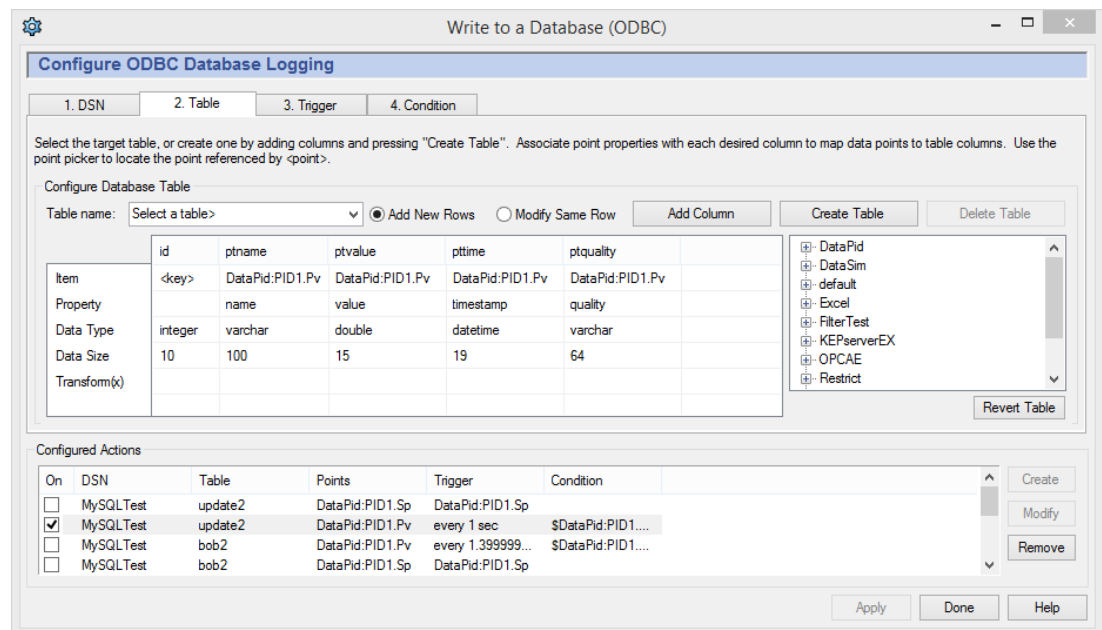 Write to a Database (ODBC)
Configure ODBC Database Logging
1. DSN 2. Table 3. Trigger 4. Condition
Select the target table, or create one by adding columns and pressing "Create Table". Associate point properties with each desired column to map data points to table columns. Use the
point picker to locate the point referenced by <point>.
Configure Database Table
Table name: Select a table> Add New Rows Modify Same Row Add Column Create Table Delete Table
id ptname ptvalue pttime ptquality
Item <key> DataPid:PID1.Pv DataPid:PID1.Pv DataPid:PID1.Pv DataPid:PID1.Pv
Property name value timestamp quality
Data Type integer varchar double datetime varchar
Data Size 10 100 15 19 64
Transform(x)
DataPid
DataSim
default
Excel
FilterTest
KEPserverEX
OPCAE
Restrict
Revert Table
Configured Actions
On DSN Table Points Trigger Condition
MySQLTest update2 DataPid:PID1.Sp DataPid:PID1.Sp
MySQLTest update2 DataPid:PID1.Pv every 1 sec $DataPid:PID1....
MySQLTest bob2 DataPid:PID1.Pv every 1.399999... $DataPid:PID1....
MySQLTest bob2 DataPid:PID1.Sp DataPid:PID1.Sp
Create
Modify
Remove
Apply Done Help